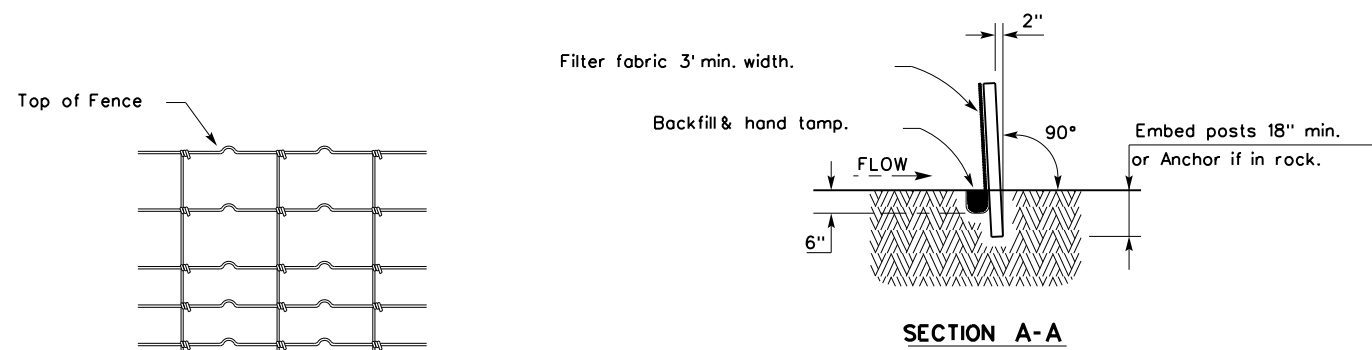 Top of Fence
Filter fabric 3' min. width.
Backfill & hand tamp.
FLOW
6"
2"
90°
Embed posts 18" min.
or Anchor if in rock.
SECTION A-A